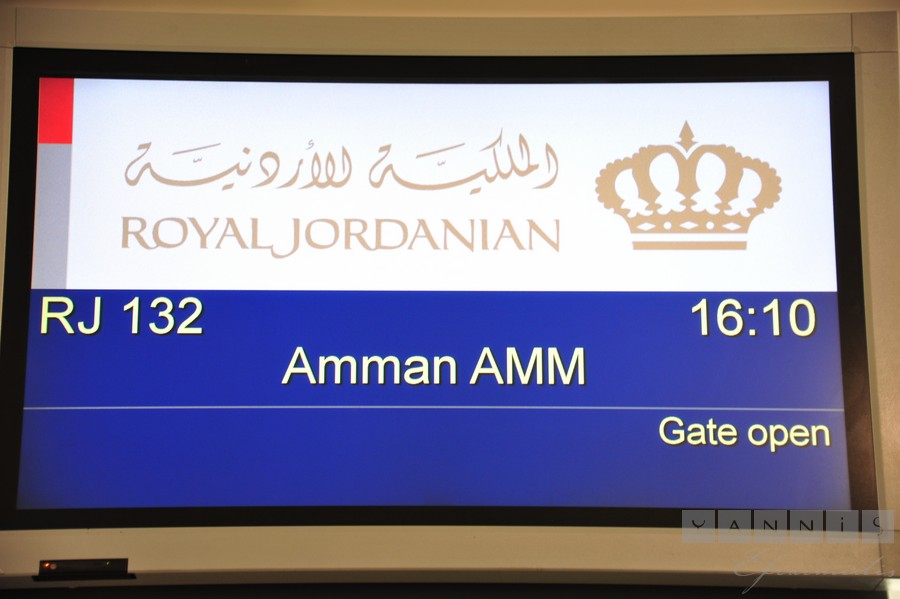 الملكية الأردنية
ROYAL JORDANIAN
RJ 132 16:10
Amman AMM
Gate open
YANNIS